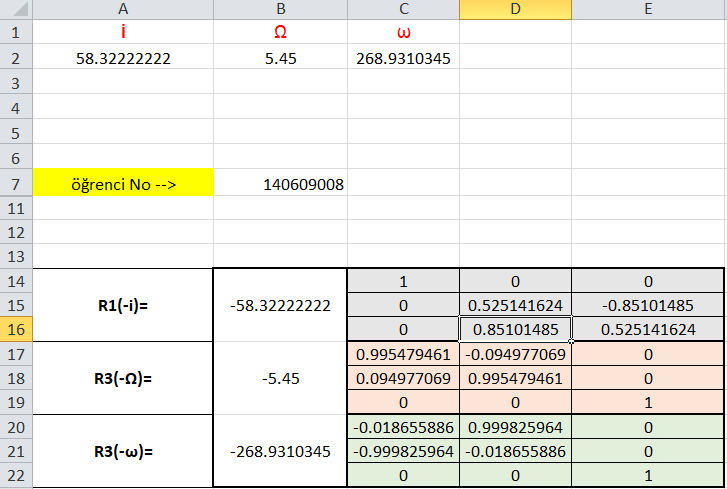 A B C D E
1 i Ω ω
2 58.32222222 5.45 268.9310345
3
4
5
6
7 öğrenci No --> 140609008
11
12
13
14 1 0 0
15 R1(-i)= -58.32222222 0 0.525141624 -0.85101485
16 0 0.85101485 0.525141624
17 0.995479461 -0.094977069 0
18 R3(-Ω)= -5.45 0.094977069 0.995479461 0
19 0 0 1
20 -0.018655886 0.999825964 0
21 R3(-ω)= -268.9310345 -0.999825964 -0.018655886 0
22 0 0 1